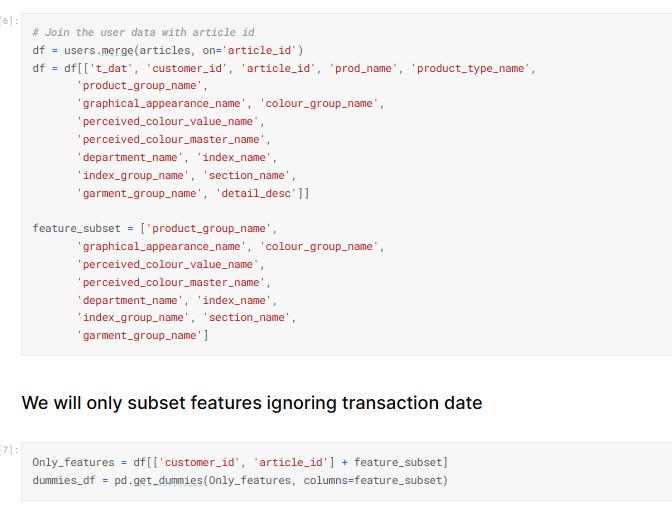 [6]:
# Join the user data with article id
df = users.merge(articles, on='article_id')
df = df[['t_dat', 'customer_id', 'article_id', 'prod_name', 'product_type_name',
'product_group_name',
'graphical_appearance_name', 'colour_group_name',
'perceived_colour_value_name',
'perceived_colour_master_name',
'department_name', 'index_name',
'index_group_name', 'section_name',
'garment_group_name', 'detail_desc']]
feature_subset = ['product_group_name',
'graphical_appearance_name', 'colour_group_name',
'perceived_colour_value_name',
'perceived_colour_master_name',
'department_name', 'index_name',
'index_group_name', 'section_name',
'garment_group_name']
We will only subset features ignoring transaction date
[7]:
Only_features = df[['customer_id', 'article_id'] + feature_subset]
dummies_df = pd.get_dummies(Only_features, columns=feature_subset)